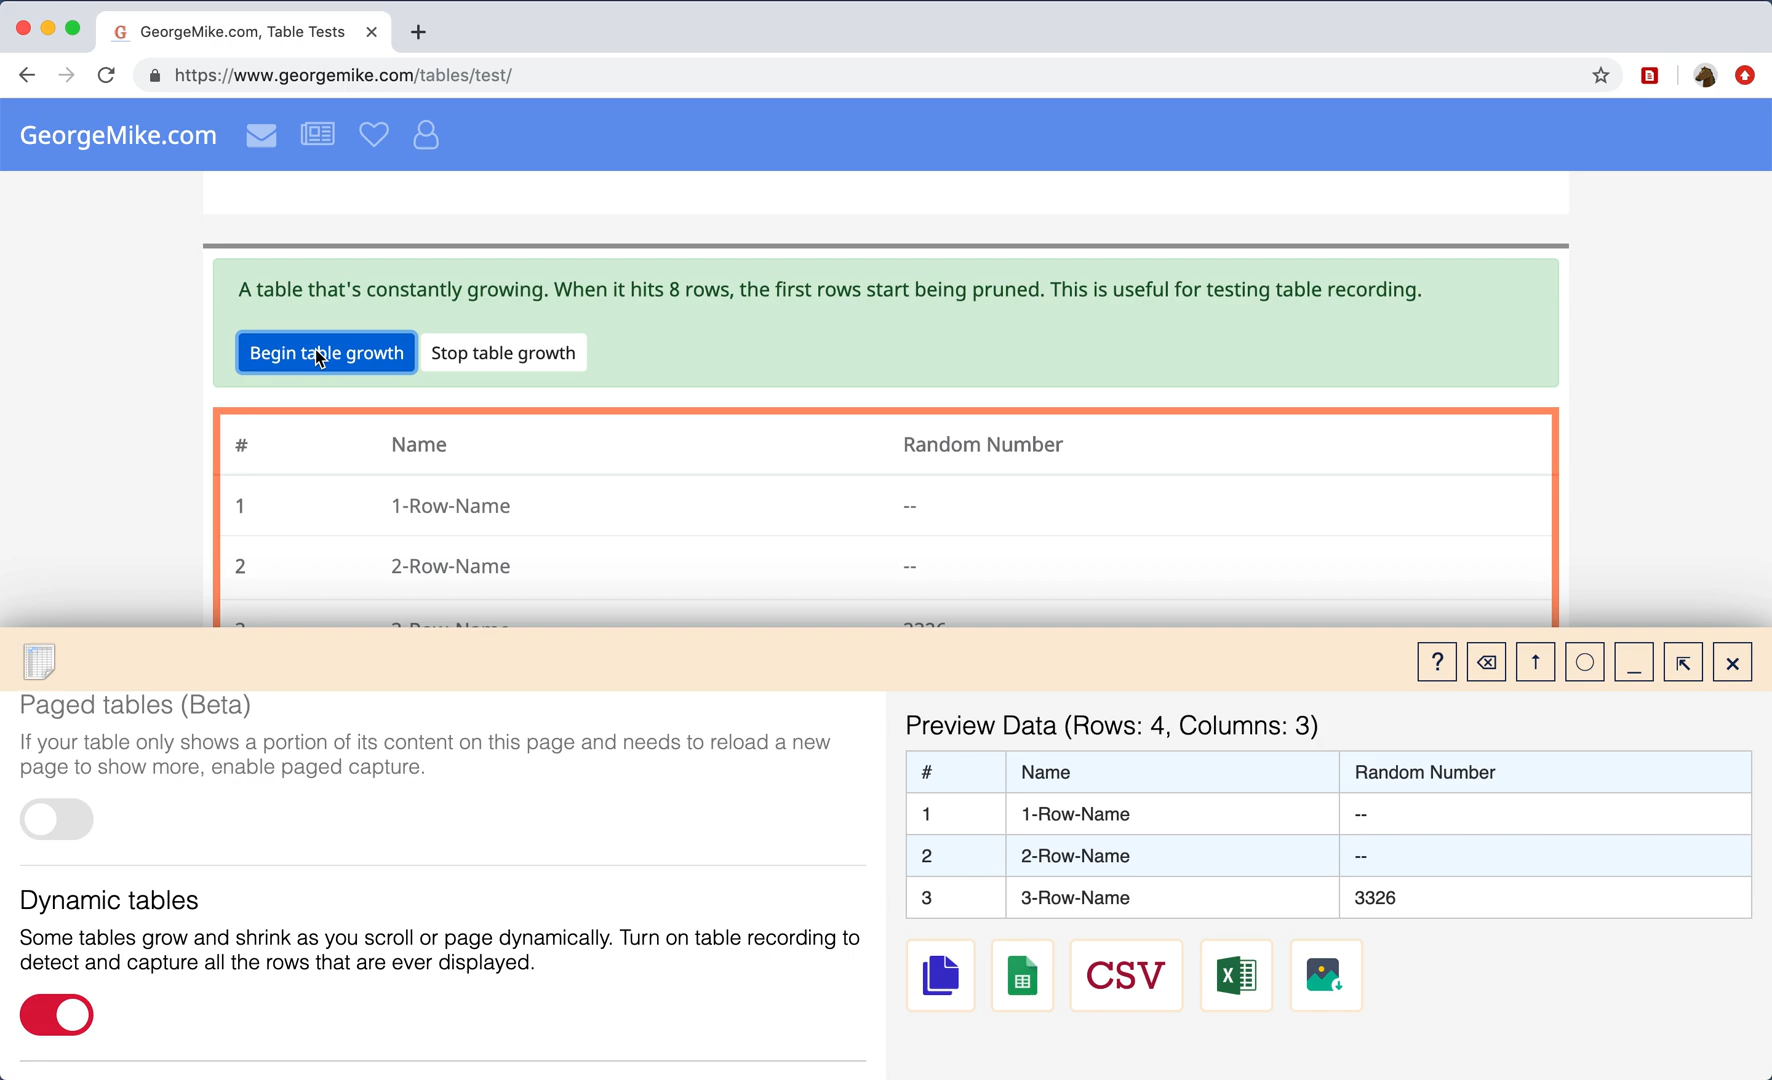 GeorgeMike.com, Table Tests
https://www.georgemike.com/tables/test/
GeorgeMike.com
A table that's constantly growing. When it hits 8 rows, the first rows start being pruned. This is useful for testing table recording.
Begin table growth Stop table growth
# Name Random Number
1 1-Row-Name --
2 2-Row-Name --
3 3-Row-Name 3326
?
Paged tables (Beta)
If your table only shows a portion of its content on this page and needs to reload a new
page to show more, enable paged capture.
Dynamic tables
Some tables grow and shrink as you scroll or page dynamically. Turn on table recording to
detect and capture all the rows that are ever displayed.
Preview Data (Rows: 4, Columns: 3)
# Name Random Number
1 1-Row-Name --
2 2-Row-Name --
3 3-Row-Name 3326
CSV